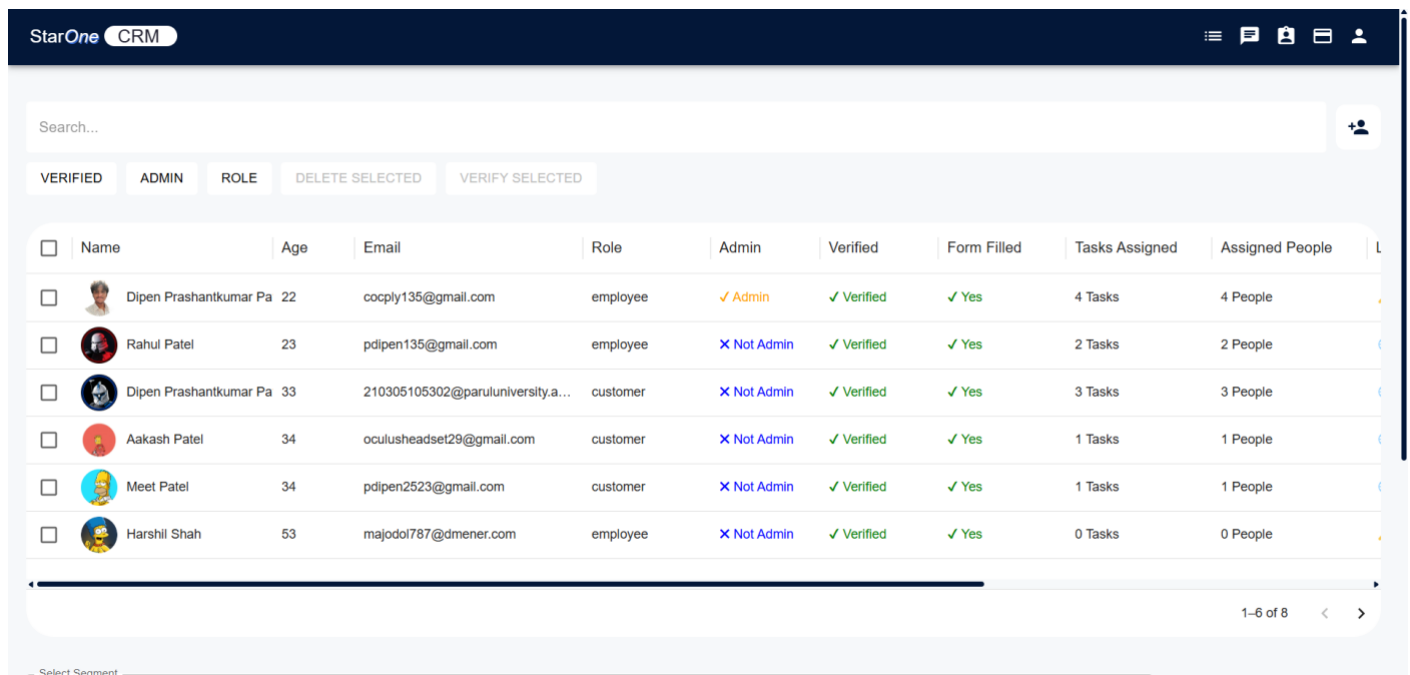 StarOne CRM
Search...
VERIFIED ADMIN ROLE DELETE SELECTED VERIFY SELECTED
Name Age Email Role Admin Verified Form Filled Tasks Assigned Assigned People
Dipen Prashantkumar Pa 22 cocply135@gmail.com employee ✓ Admin ✓ Verified ✓ Yes 4 Tasks 4 People
Rahul Patel 23 pdipen135@gmail.com employee ✕ Not Admin ✓ Verified ✓ Yes 2 Tasks 2 People
Dipen Prashantkumar Pa 33 210305105302@paruluniversity.a... customer ✕ Not Admin ✓ Verified ✓ Yes 3 Tasks 3 People
Aakash Patel 34 oculusheadset29@gmail.com customer ✕ Not Admin ✓ Verified ✓ Yes 1 Tasks 1 People
Meet Patel 34 pdipen2523@gmail.com customer ✕ Not Admin ✓ Verified ✓ Yes 1 Tasks 1 People
Harshil Shah 53 majodol787@dmener.com employee ✕ Not Admin ✓ Verified ✓ Yes 0 Tasks 0 People
1–6 of 8
Select Segment